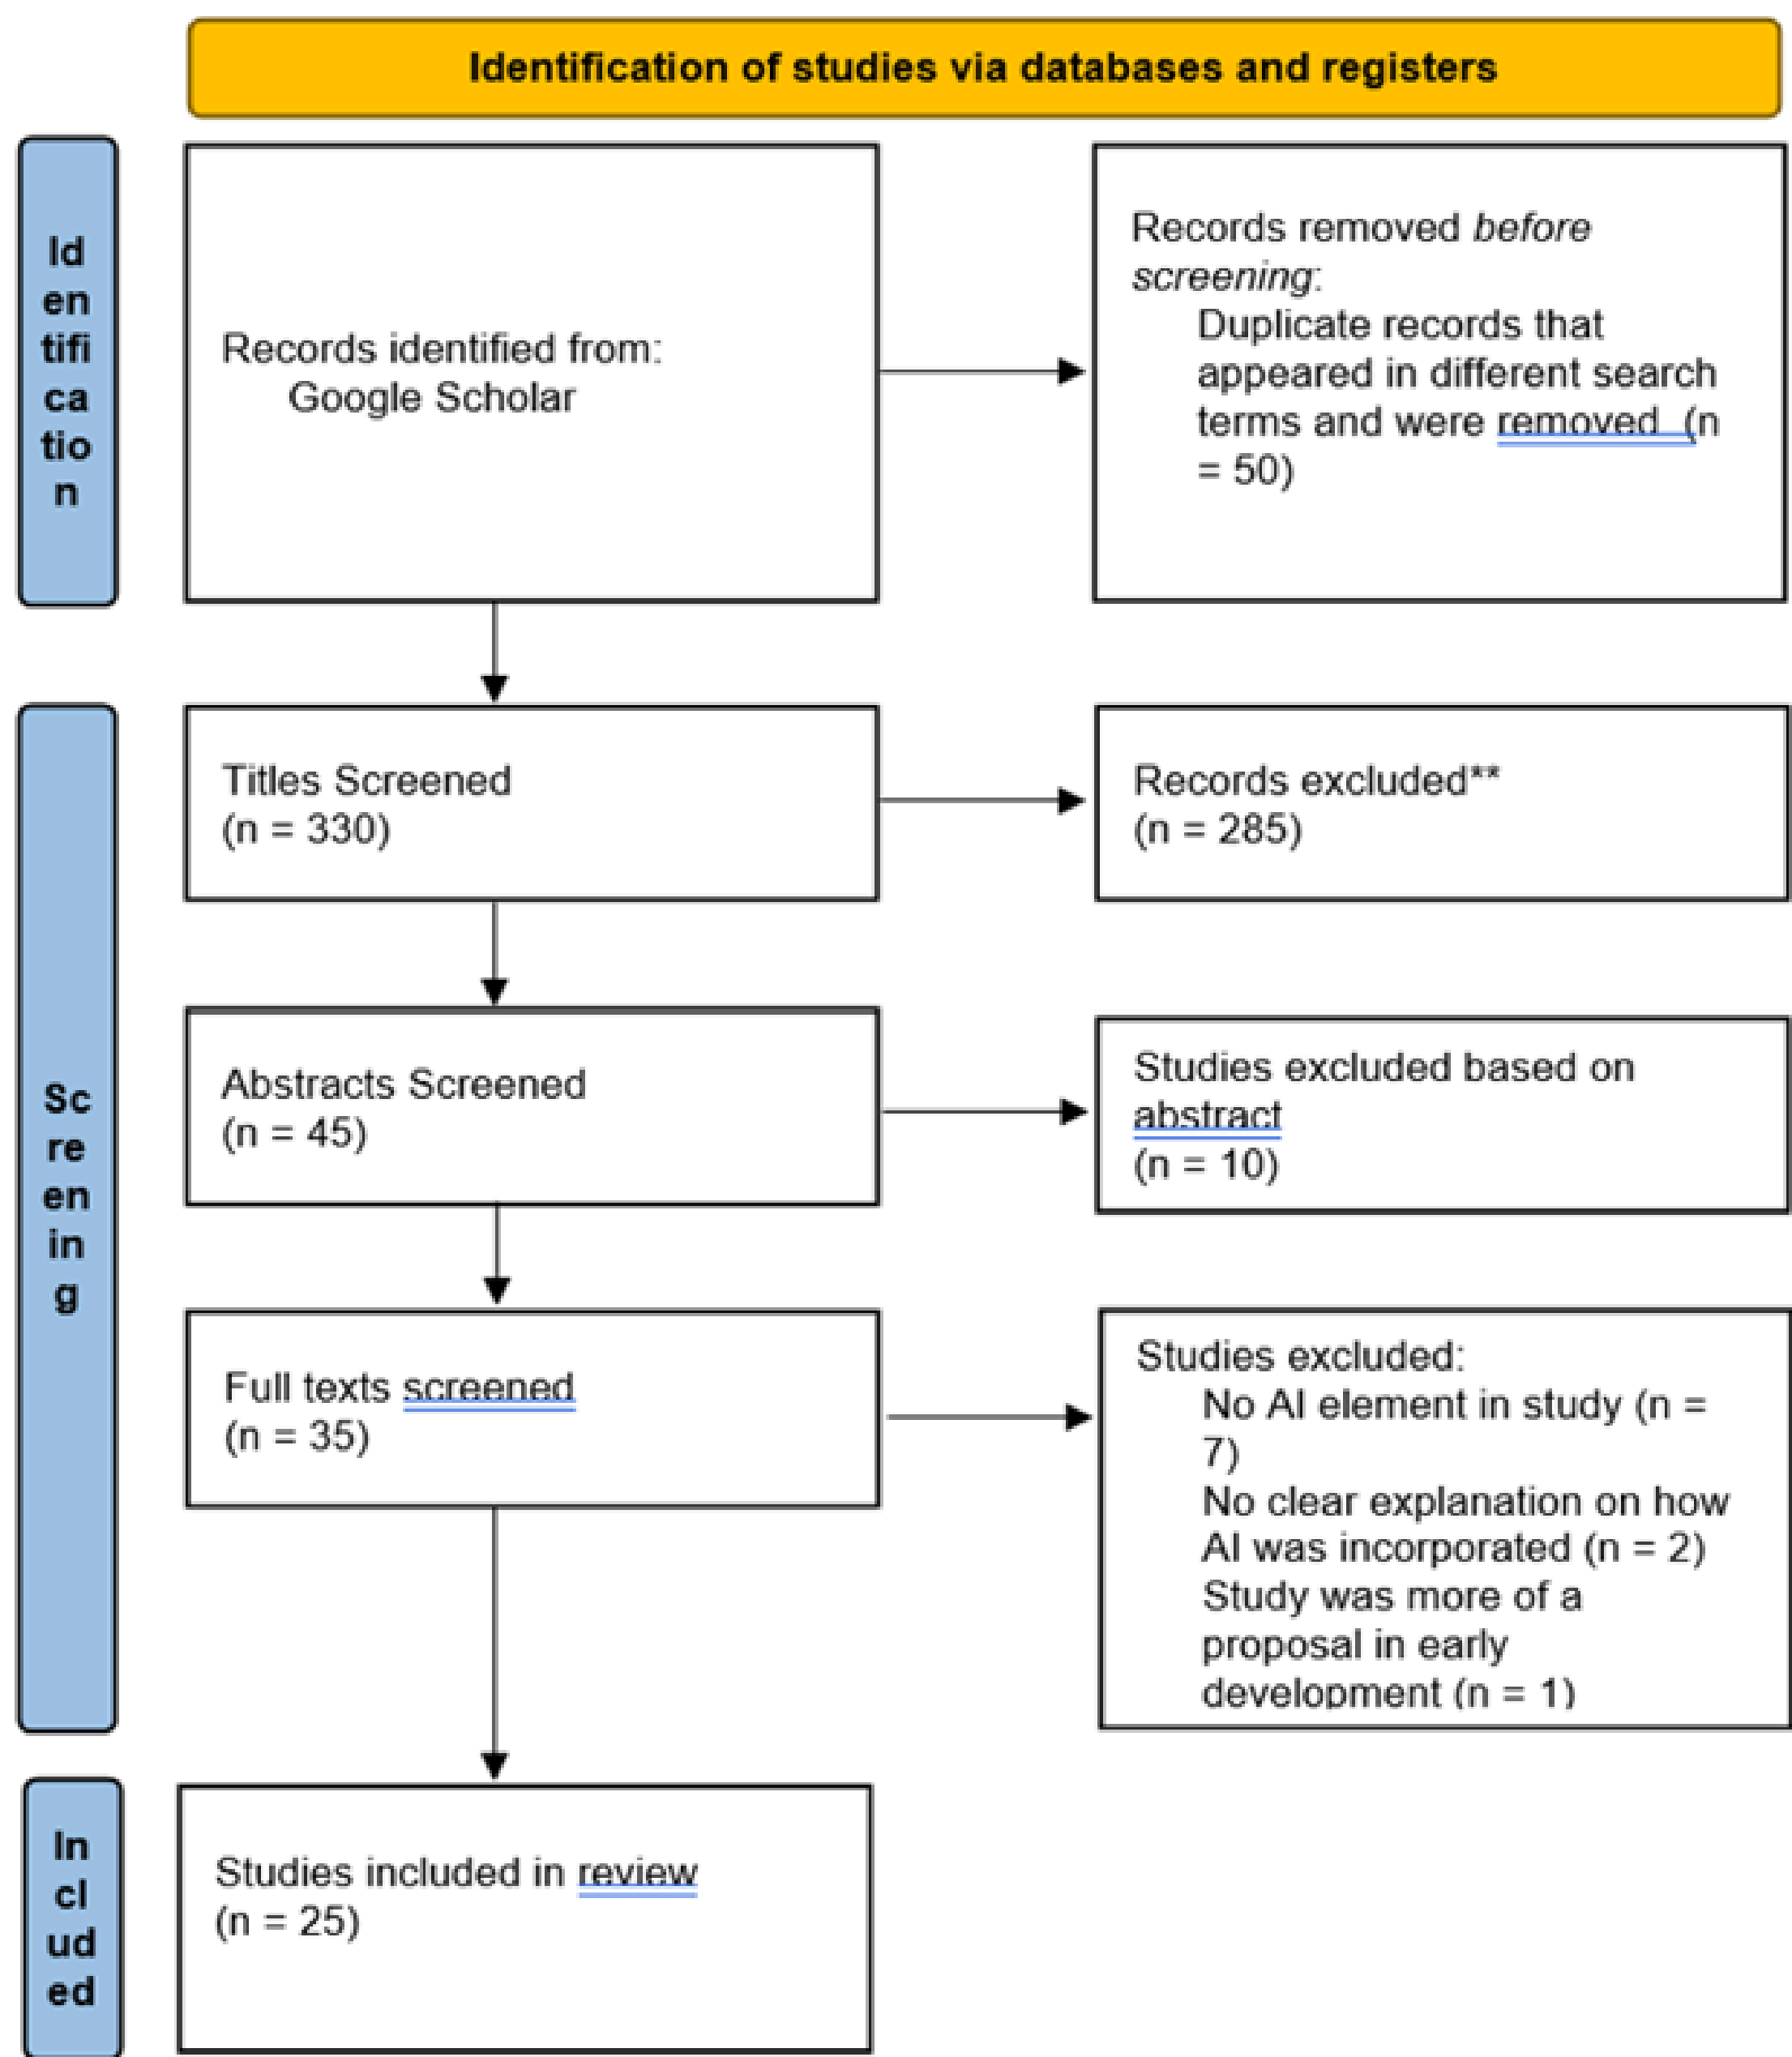 Identification of studies via databases and registers
Id
en
tifi
ca
tio
n
Records identified from:
Google Scholar
Records removed before
screening:
Duplicate records that
appeared in different search
terms and were removed  (n
= 50)
Sc
re
en
in
g
Titles Screened
(n = 330)
Records excluded**
(n = 285)
Abstracts Screened
(n = 45)
Studies excluded based on
abstract
(n = 10)
Full texts screened
(n = 35)
Studies excluded:
No AI element in study (n =
7)
No clear explanation on how
AI was incorporated (n = 2)
Study was more of a
proposal in early
development (n = 1)
In
cl
ud
ed
Studies included in review
(n = 25)